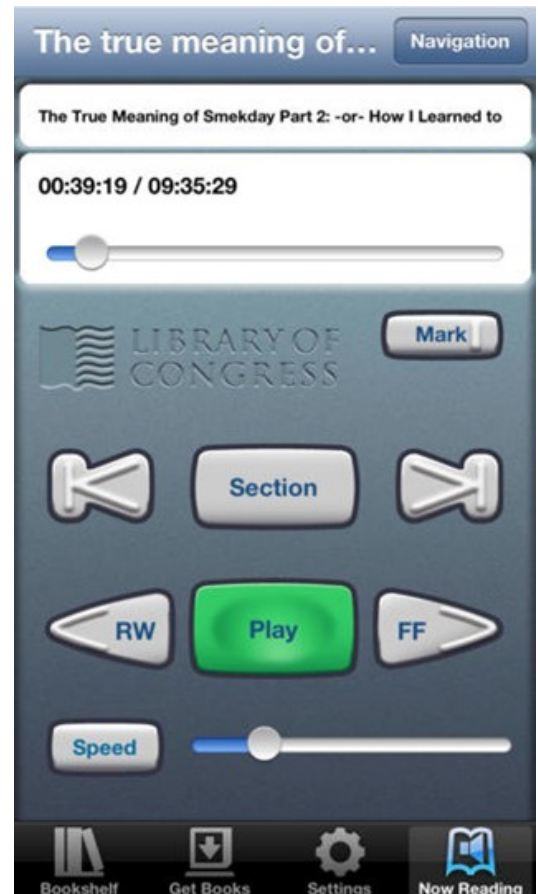 The true meaning of...
Navigation
The True Meaning of Smekday Part 2: -or- How I Learned to
00:39:19 / 09:35:29
LIBRARY OF
CONGRESS
Mark
Section
RW
Play
FF
Speed
Bookshelf
Get Books
Settings
Now Reading